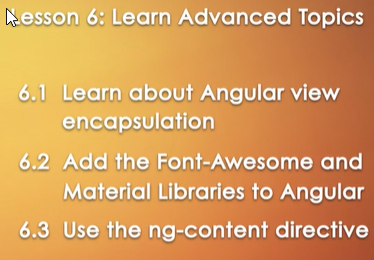 Lesson 6: Learn Advanced Topics
6.1 Learn about Angular view
encapsulation
6.2 Add the Font-Awesome and
Material Libraries to Angular
6.3 Use the ng-content directive